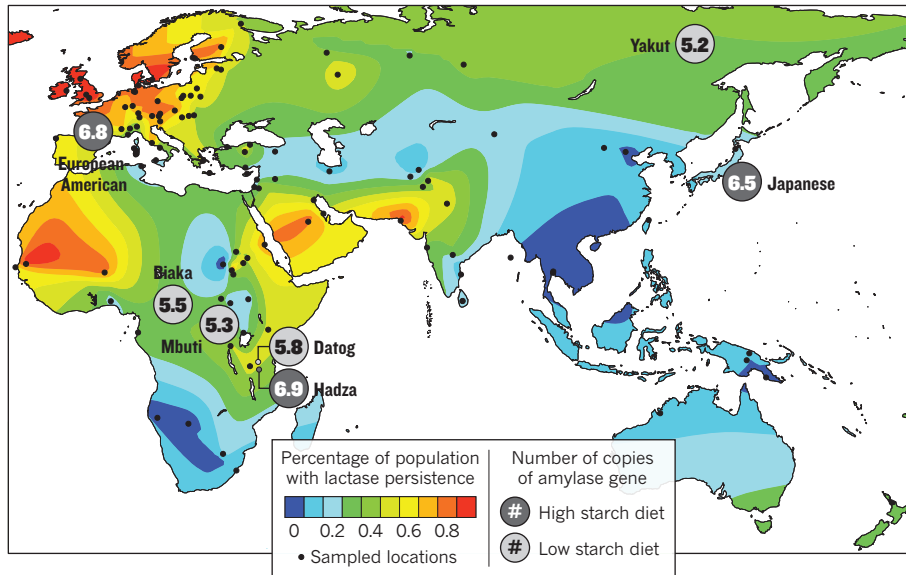 Yakut 5.2
6.8
European
American
6.5 Japanese
Biaka
5.5
5.3
Mbuti
5.8 Datog
6.9 Hadza
Percentage of population
with lactase persistence
0 0.2 0.4 0.6 0.8
• Sampled locations
Number of copies
of amylase gene
# High starch diet
# Low starch diet